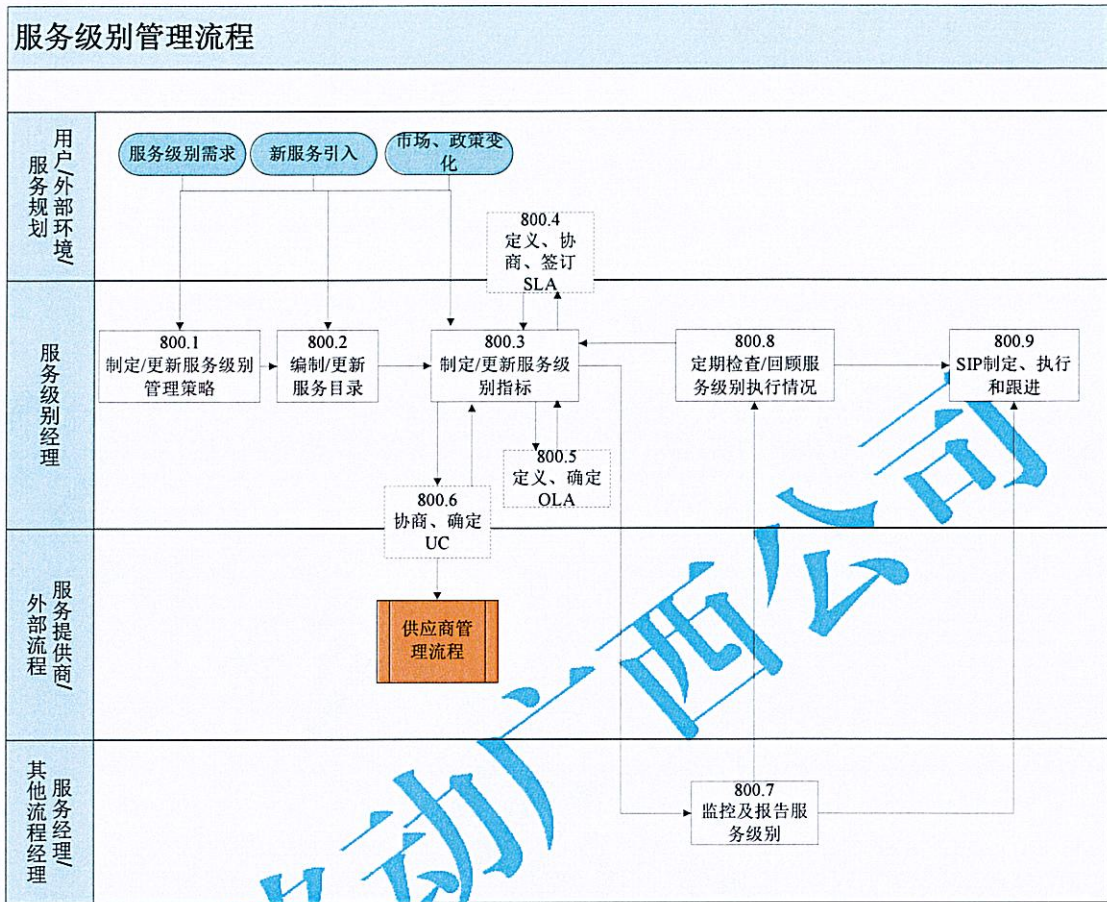 服务级别管理流程
用户/外部环境/
服务规划
服务级别需求
新服务引入
市场、政策变
化
800.4
定义、协
商、签订
SLA
服务级别经理
800.1
制定/更新服务级别
管理策略
800.2
编制/更新
服务目录
800.3
制定/更新服务级
别指标
800.8
定期检查/回顾服
务级别执行情况
800.9
SIP制定、执行
和跟进
800.5
定义、确定
OLA
800.6
协商、确定
UC
服务提供商/
外部流程
供应商管
理流程
服务经理/
其他流程经理
800.7
监控及报告服
务级别
动广西公司